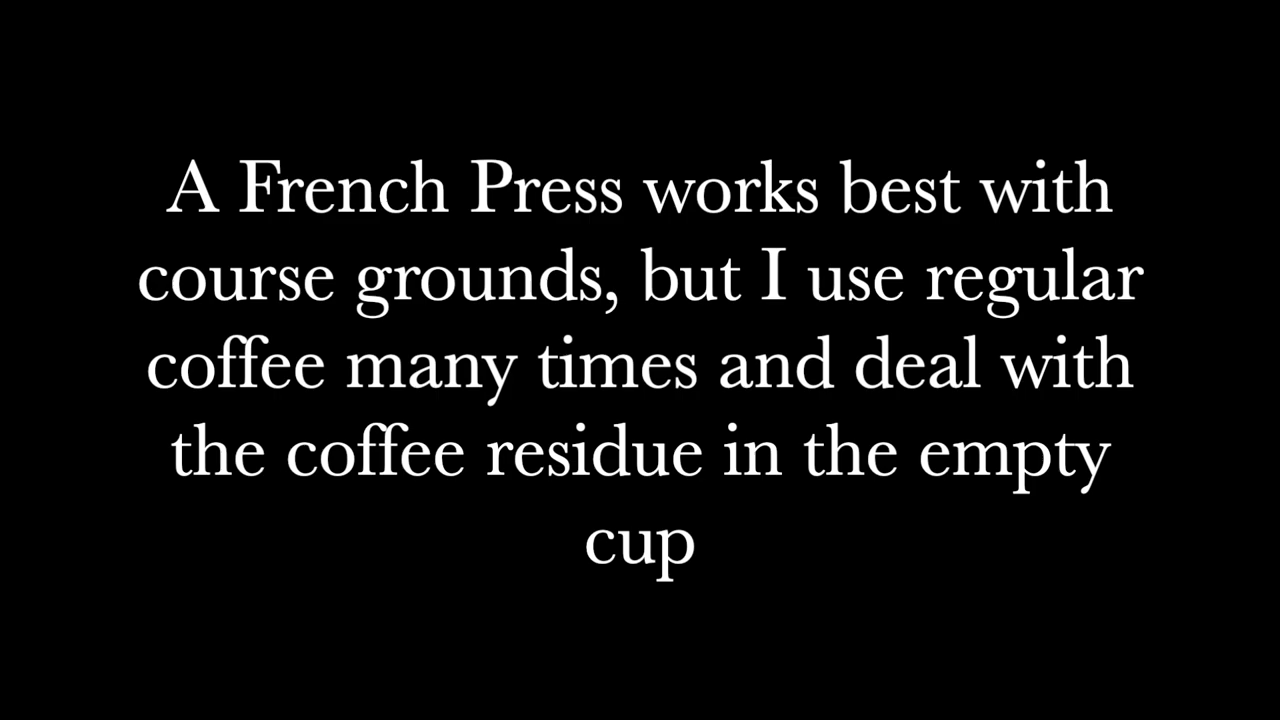 A French Press works best with
course grounds, but I use regular
coffee many times and deal with
the coffee residue in the empty
cup